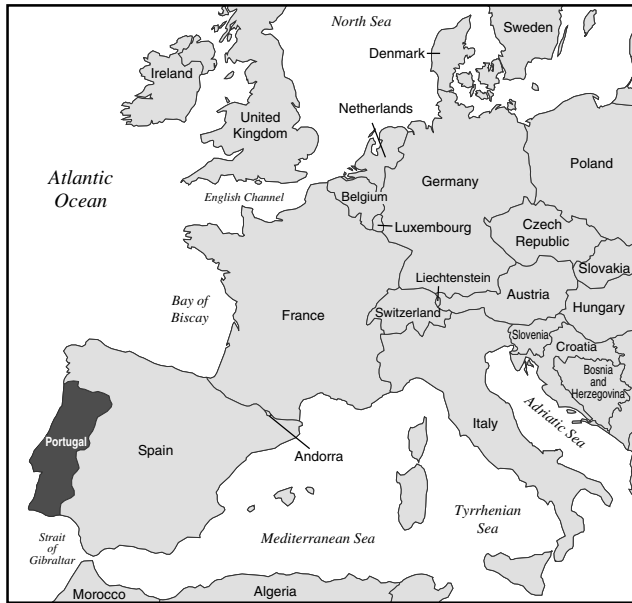 North Sea
Sweden
Denmark
Ireland
Netherlands
United
Kingdom
Atlantic
Ocean
Poland
Germany
English Channel
Belgium
Luxembourg
Czech
Republic
Slovakia
Liechtenstein
Bay of
Biscay
Austria
Hungary
France
Switzerland
Slovenia
Croatia
Bosnia
and
Herzegovina
Adriatic Sea
Italy
Portugal
Spain
Andorra
Tyrrhenian
Sea
Mediterranean Sea
Strait
of
Gibraltar
Morocco
Algeria